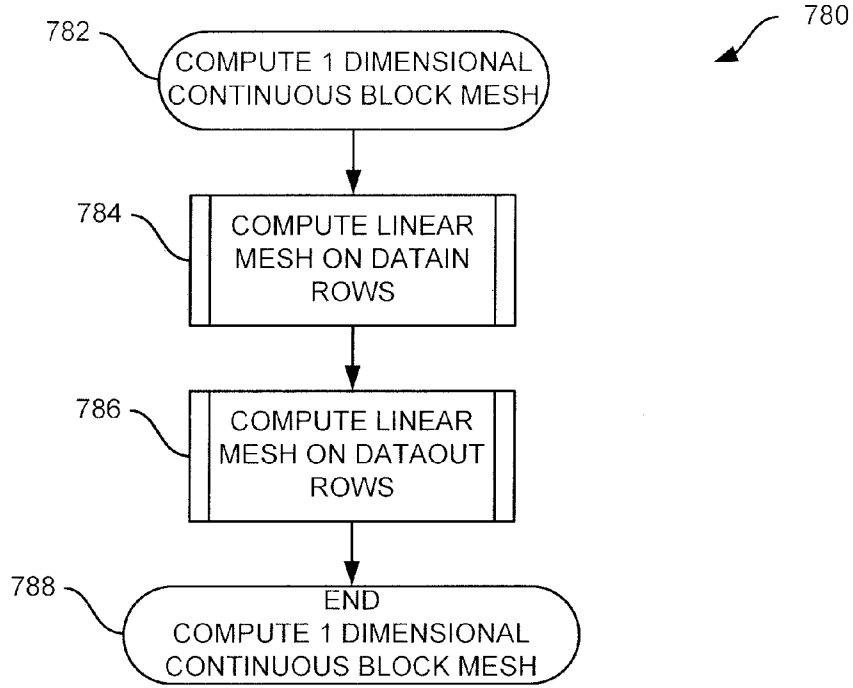 780
782
COMPUTE 1 DIMENSIONAL
CONTINUOUS BLOCK MESH
784
COMPUTE LINEAR
MESH ON DATAIN
ROWS
786
COMPUTE LINEAR
MESH ON DATAOUT
ROWS
788
END
COMPUTE 1 DIMENSIONAL
CONTINUOUS BLOCK MESH